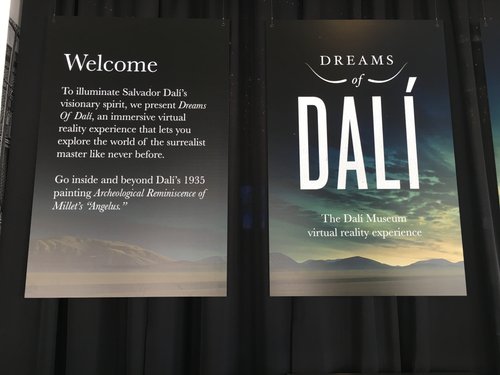 Welcome
To illuminate Salvador Dalí's
visionary spirit, we present Dreams
Of Dalí, an immersive virtual
reality experience that lets you
explore the world of the surrealist
master like never before.
Go inside and beyond Dalí's 1935
painting Archeological Reminiscence of
Millet's "Angelus."
DREAMS
of
DALÍ
The Dalí Museum
virtual reality experience